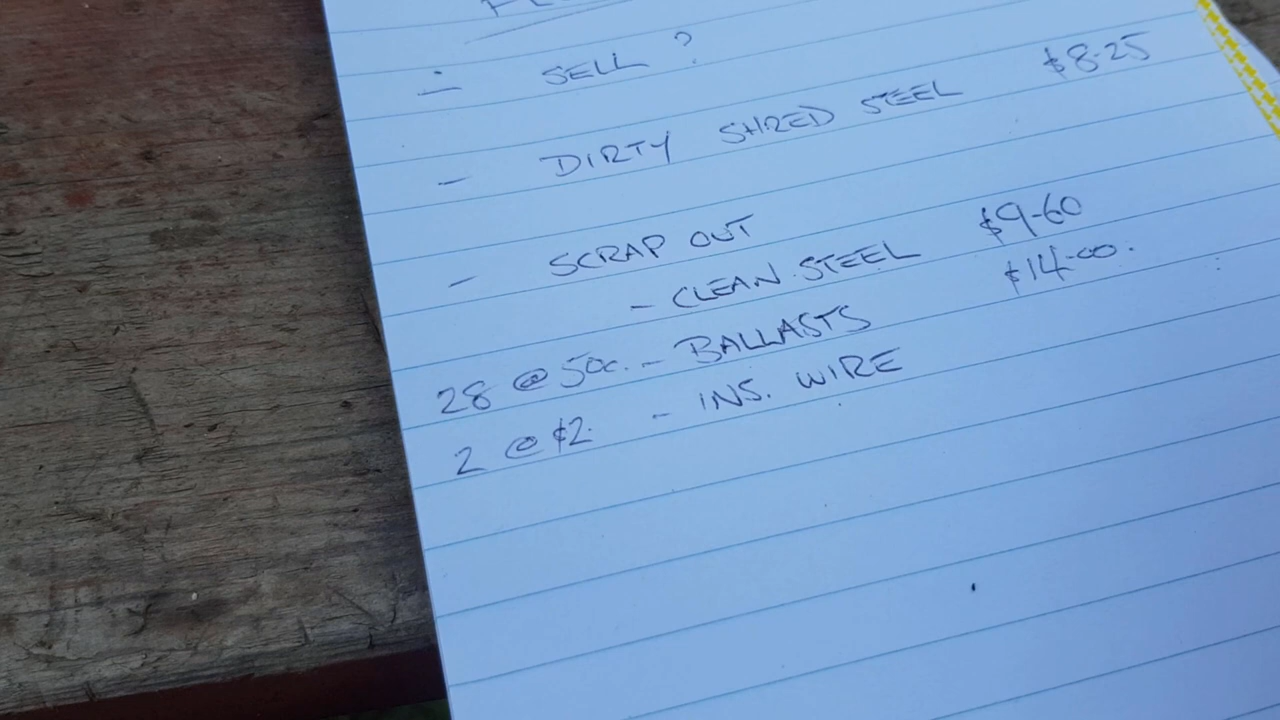 - SELL ?
- DIRTY SHRED STEEL $8-25
- SCRAP OUT
- CLEAN STEEL $9-60
28 @ 50c. - BALLASTS $14-00.
2 @ $2. - INS. WIRE